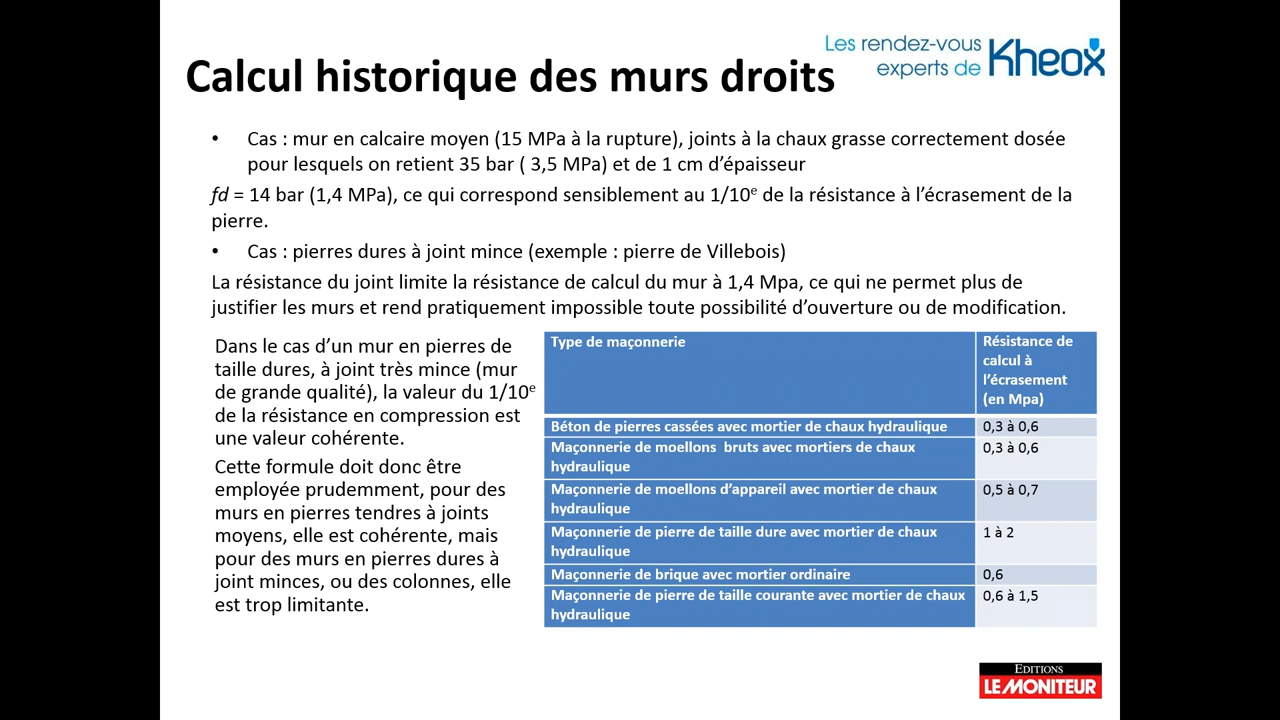 Les rendez-vous
experts de Kheox
Calcul historique des murs droits
• Cas : mur en calcaire moyen (15 MPa à la rupture), joints à la chaux grasse correctement dosée
pour lesquels on retient 35 bar ( 3,5 MPa) et de 1 cm d’épaisseur
fd = 14 bar (1,4 MPa), ce qui correspond sensiblement au 1/10e de la résistance à l’écrasement de la
pierre.
• Cas : pierres dures à joint mince (exemple : pierre de Villebois)
La résistance du joint limite la résistance de calcul du mur à 1,4 Mpa, ce qui ne permet plus de
justifier les murs et rend pratiquement impossible toute possibilité d’ouverture ou de modification.
Dans le cas d’un mur en pierres de
taille dures, à joint très mince (mur
de grande qualité), la valeur du 1/10e
de la résistance en compression est
une valeur cohérente.
Cette formule doit donc être
employée prudemment, pour des
murs en pierres tendres à joints
moyens, elle est cohérente, mais
pour des murs en pierres dures à
joint minces, ou des colonnes, elle
est trop limitante.
Type de maçonnerie
Résistance de
calcul à
l’écrasement
(en Mpa)
Béton de pierres cassées avec mortier de chaux hydraulique
0,3 à 0,6
Maçonnerie de moellons bruts avec mortiers de chaux
hydraulique
0,3 à 0,6
Maçonnerie de moellons d’appareil avec mortier de chaux
hydraulique
0,5 à 0,7
Maçonnerie de pierre de taille dure avec mortier de chaux
hydraulique
1 à 2
Maçonnerie de brique avec mortier ordinaire
0,6
Maçonnerie de pierre de taille courante avec mortier de chaux
hydraulique
0,6 à 1,5
EDITIONS
LE MONITEUR